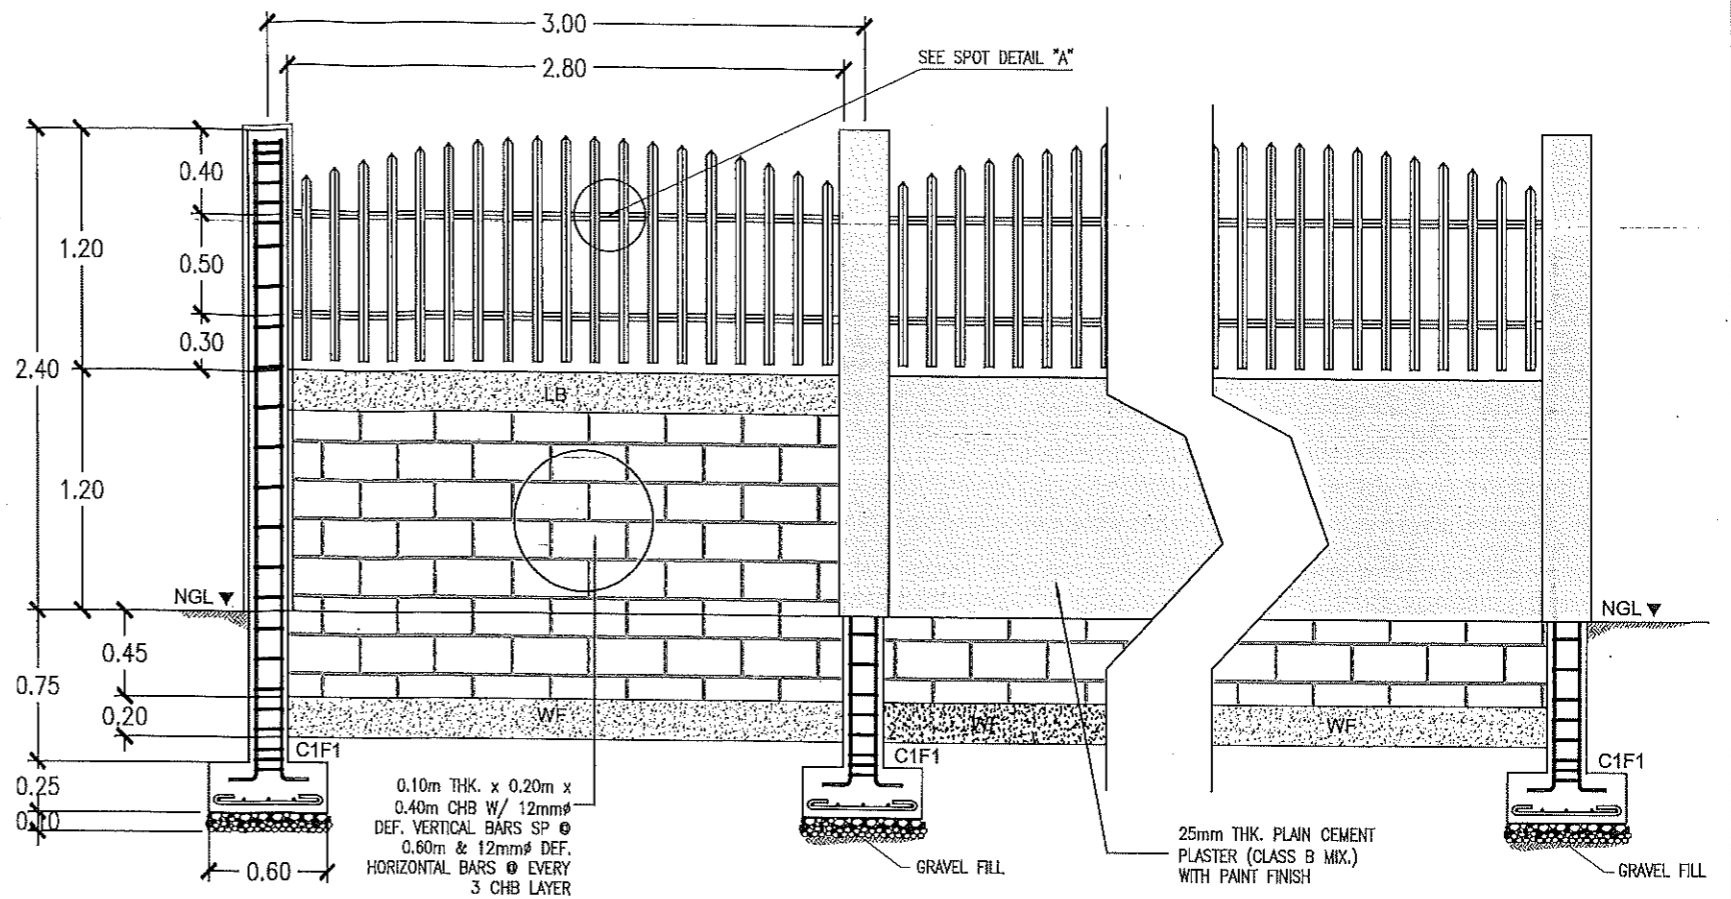 3.00
2.80
SEE SPOT DETAIL "A"
0.40
1.20
0.50
0.30
2.40
LB
1.20
NGL
NGL
0.45
0.75
0.20
WF
WF
WF
C1F1
C1F1
C1F1
0.25
0.10
0.60
0.10m THK. x 0.20m x
0.40m CHB W/ 12mmø
DEF. VERTICAL BARS SP @
0.60m & 12mmø DEF.
HORIZONTAL BARS @ EVERY
3 CHB LAYER
GRAVEL FILL
25mm THK. PLAIN CEMENT
PLASTER (CLASS B MIX.)
WITH PAINT FINISH
GRAVEL FILL